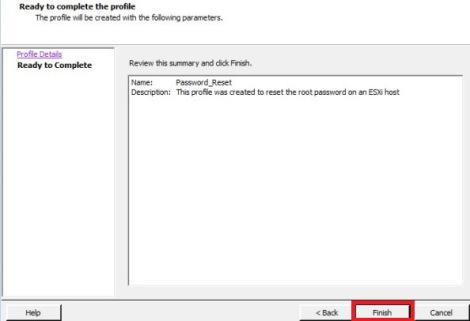 Ready to complete the profile
The profile will be created with the following parameters.
Profile Details
Ready to Complete
Review this summary and click Finish.
Name: Password_Reset
Description: This profile was created to reset the root password on an ESXi host
Help < Back Finish Cancel